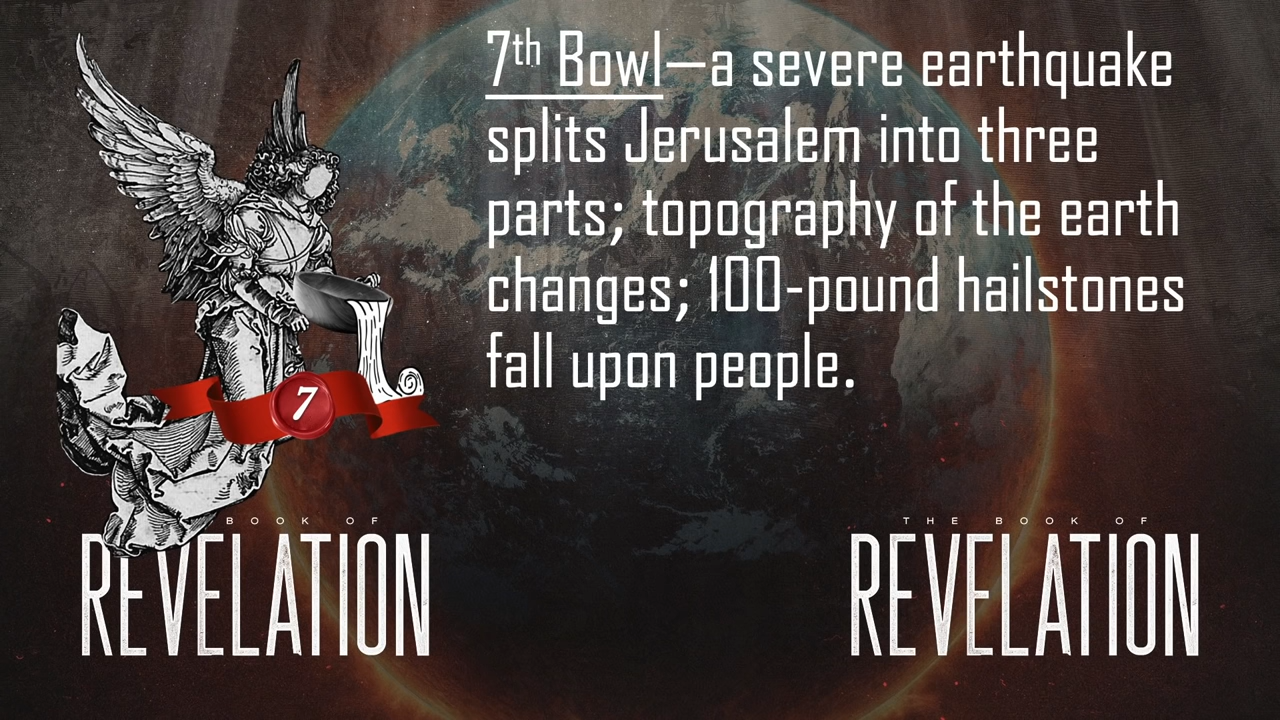 7th Bowl—a severe earthquake
splits Jerusalem into three
parts; topography of the earth
changes; 100-pound hailstones
fall upon people.
7
BOOK OF
REVELATION
THE BOOK OF
REVELATION